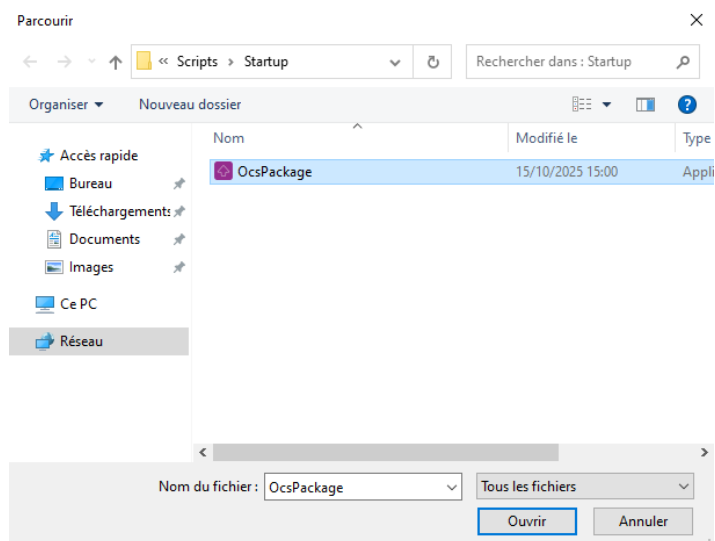 Parcourir
« Scripts › Startup
Rechercher dans : Startup
Organiser
Nouveau dossier
Nom
Modifié le
Type
Accès rapide
OcsPackage
15/10/2025 15:00
Appli
Bureau
Téléchargements
Documents
Images
Ce PC
Réseau
Nom du fichier :
OcsPackage
Tous les fichiers
Ouvrir
Annuler